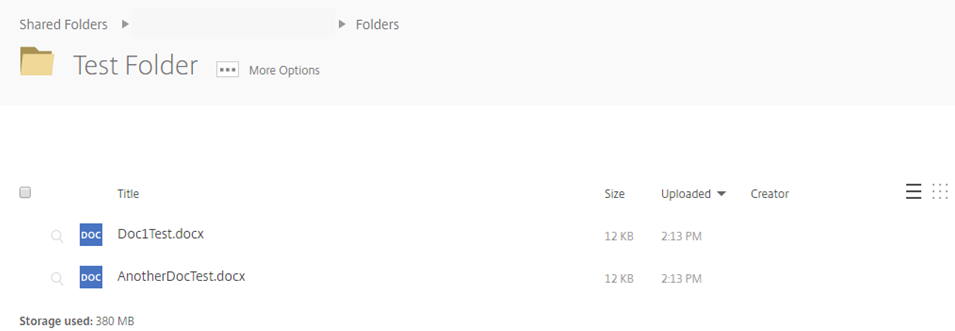 Shared Folders Folders
Test Folder More Options
Title Size Uploaded Creator
DOC Doc1Test.docx 12 KB 2:13 PM
DOC AnotherDocTest.docx 12 KB 2:13 PM
Storage used: 380 MB